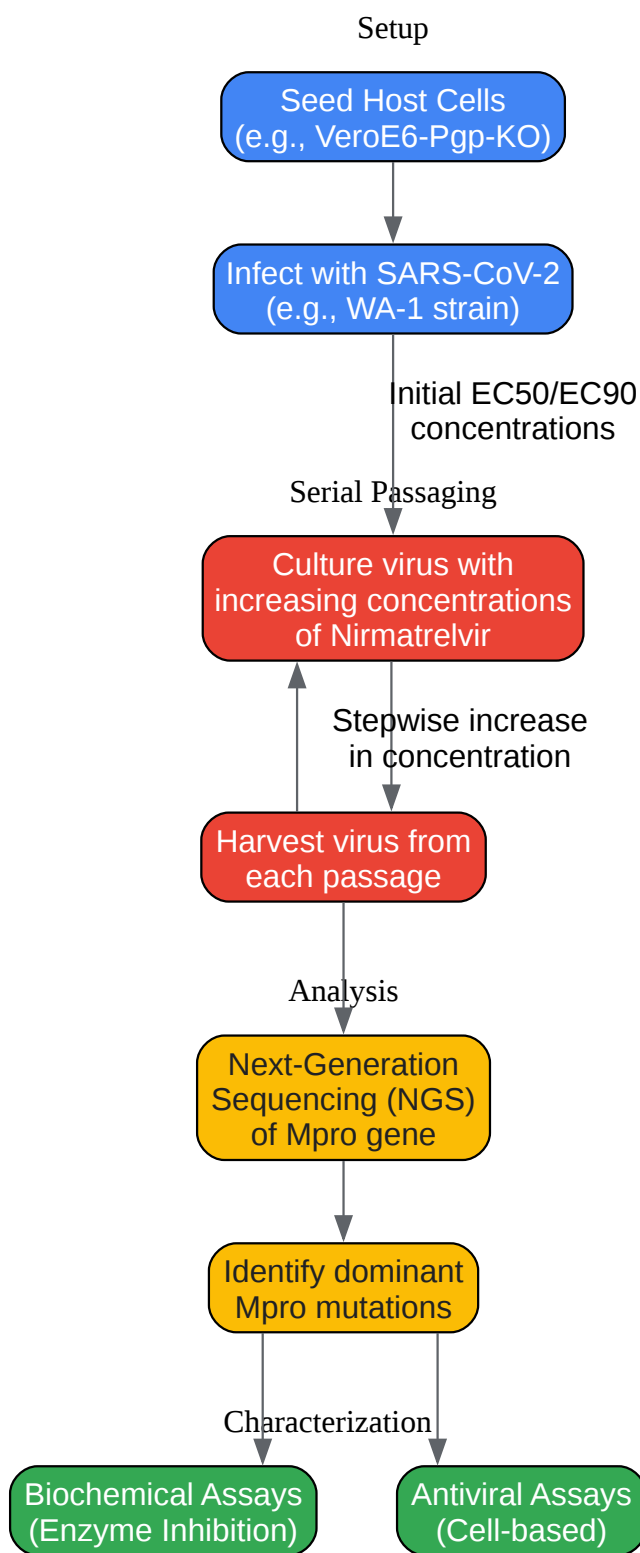 Setup
Seed Host Cells
(e.g., VeroE6-Pgp-KO)
Infect with SARS-CoV-2
(e.g., WA-1 strain)
Initial EC50/EC90
concentrations
Serial Passaging
Culture virus with
increasing concentrations
of Nirmatrelvir
Stepwise increase
in concentration
Harvest virus from
each passage
Analysis
Next-Generation
Sequencing (NGS)
of Mpro gene
Identify dominant
Mpro mutations
Characterization
Biochemical Assays
(Enzyme Inhibition)
Antiviral Assays
(Cell-based)